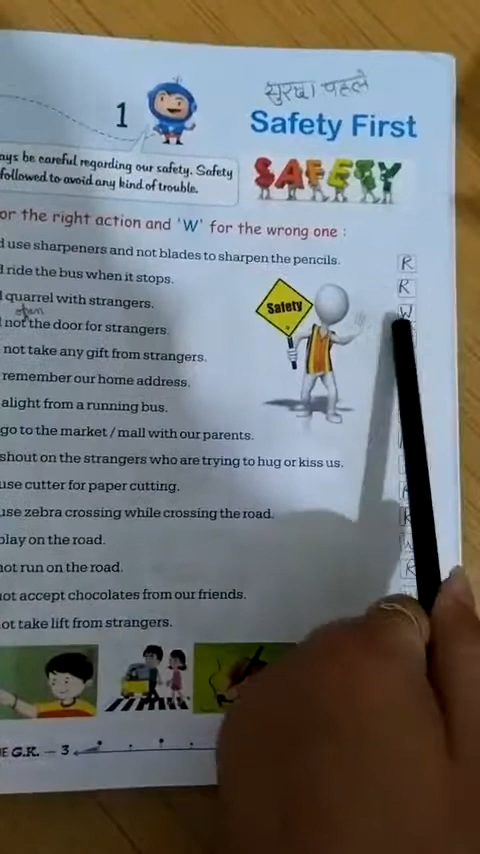 सुरक्षा पहले
1
Safety First
ays be careful regarding our safety. Safety
followed to avoid any kind of trouble.
SAFETY
or the right action and 'W' for the wrong one :
d use sharpeners and not blades to sharpen the pencils. R
d ride the bus when it stops. R
d quarrel with strangers. W
open
d not the door for strangers.
Safety
not take any gift from strangers.
remember our home address.
alight from a running bus.
go to the market / mall with our parents.
shout on the strangers who are trying to hug or kiss us.
use cutter for paper cutting.
use zebra crossing while crossing the road. R
play on the road. W
not run on the road. R
not accept chocolates from our friends.
ot take lift from strangers.
E G.K. – 3